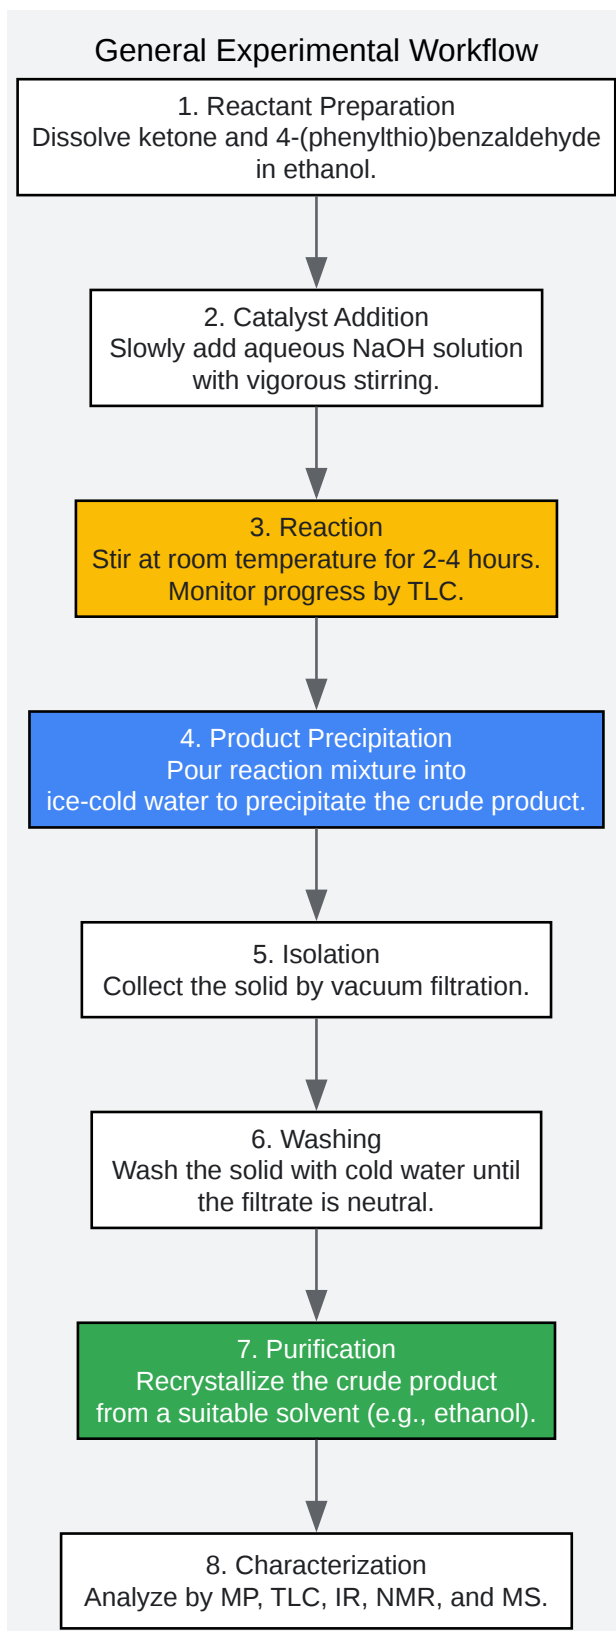 General Experimental Workflow
1. Reactant Preparation
Dissolve ketone and 4-(phenylthio)benzaldehyde
in ethanol.
2. Catalyst Addition
Slowly add aqueous NaOH solution
with vigorous stirring.
3. Reaction
Stir at room temperature for 2-4 hours.
Monitor progress by TLC.
4. Product Precipitation
Pour reaction mixture into
ice-cold water to precipitate the crude product.
5. Isolation
Collect the solid by vacuum filtration.
6. Washing
Wash the solid with cold water until
the filtrate is neutral.
7. Purification
Recrystallize the crude product
from a suitable solvent (e.g., ethanol).
8. Characterization
Analyze by MP, TLC, IR, NMR, and MS.